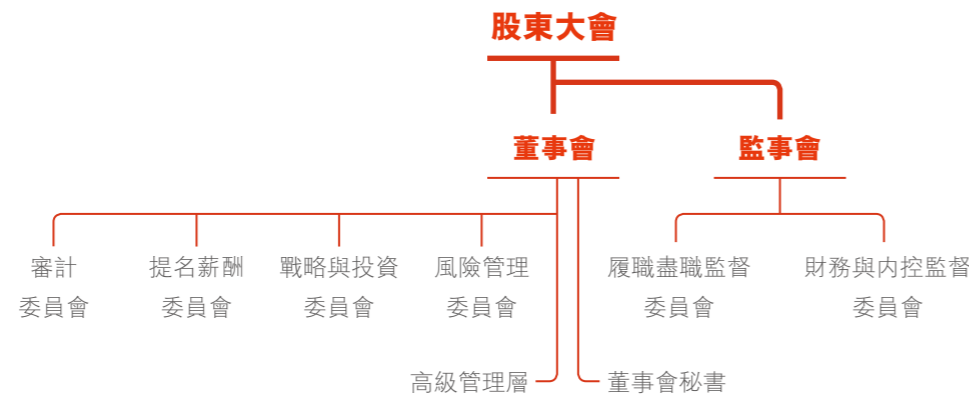 股東大會
董事會
監事會
審計
委員會
提名薪酬
委員會
戰略與投資
委員會
風險管理
委員會
履職盡職監督
委員會
財務與内控監督
委員會
高級管理層
董事會秘書